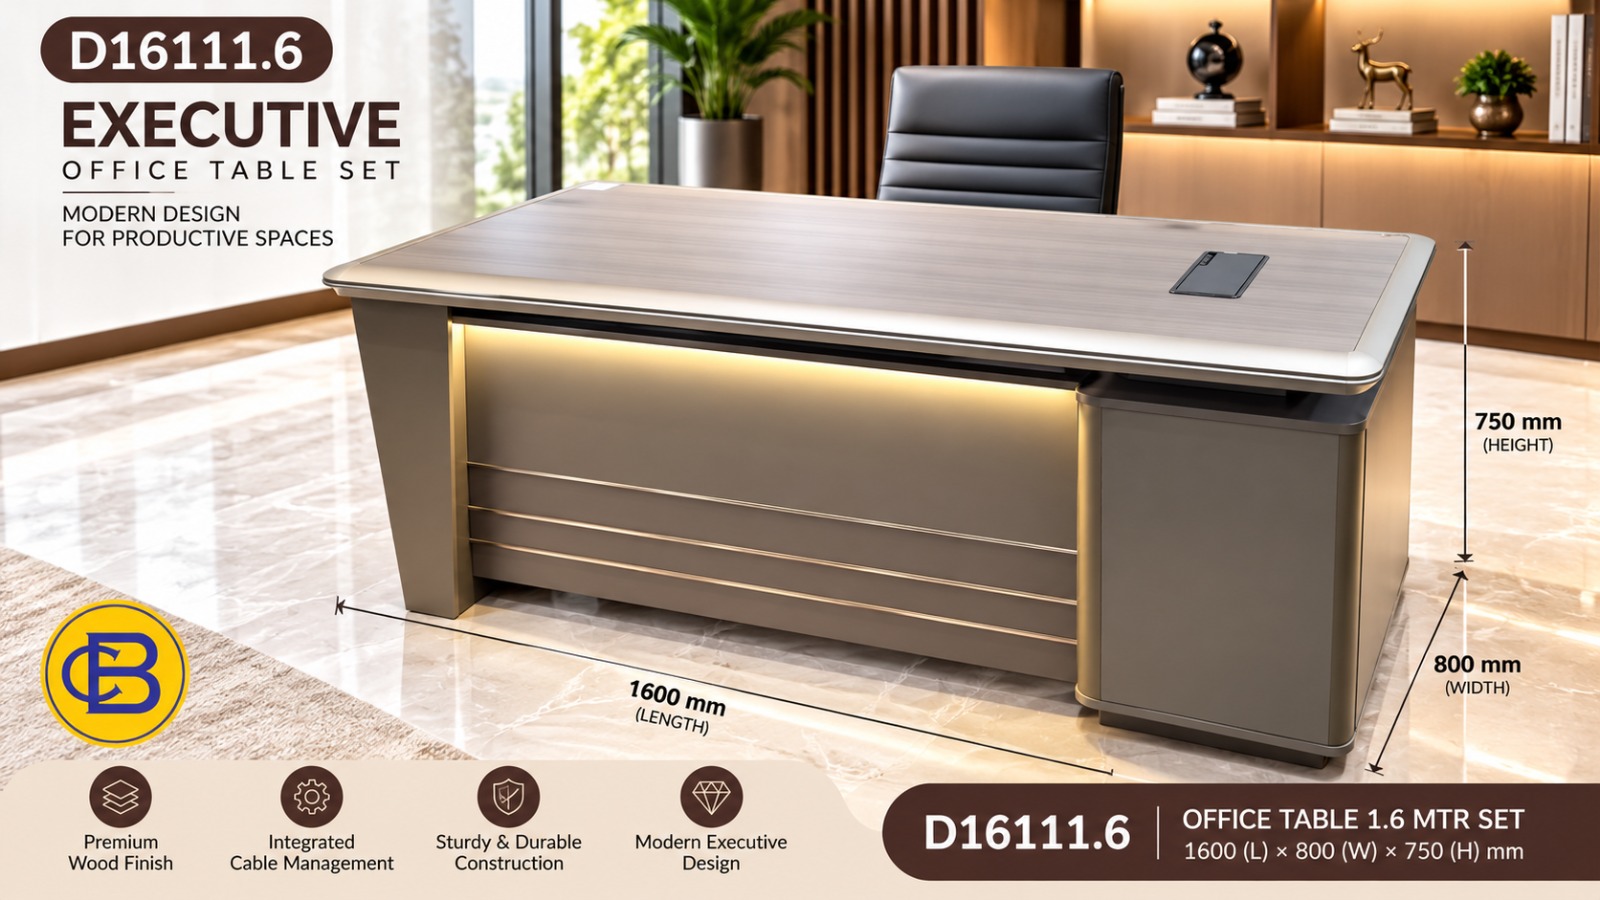 D16111.6
EXECUTIVE
OFFICE TABLE SET
MODERN DESIGN
FOR PRODUCTIVE SPACES
750 mm
(HEIGHT)
800 mm
(WIDTH)
1600 mm
(LENGTH)
CB
Premium
Wood Finish
Integrated
Cable Management
Sturdy & Durable
Construction
Modern Executive
Design
D16111.6
OFFICE TABLE 1.6 MTR SET
1600 (L) × 800 (W) × 750 (H) mm